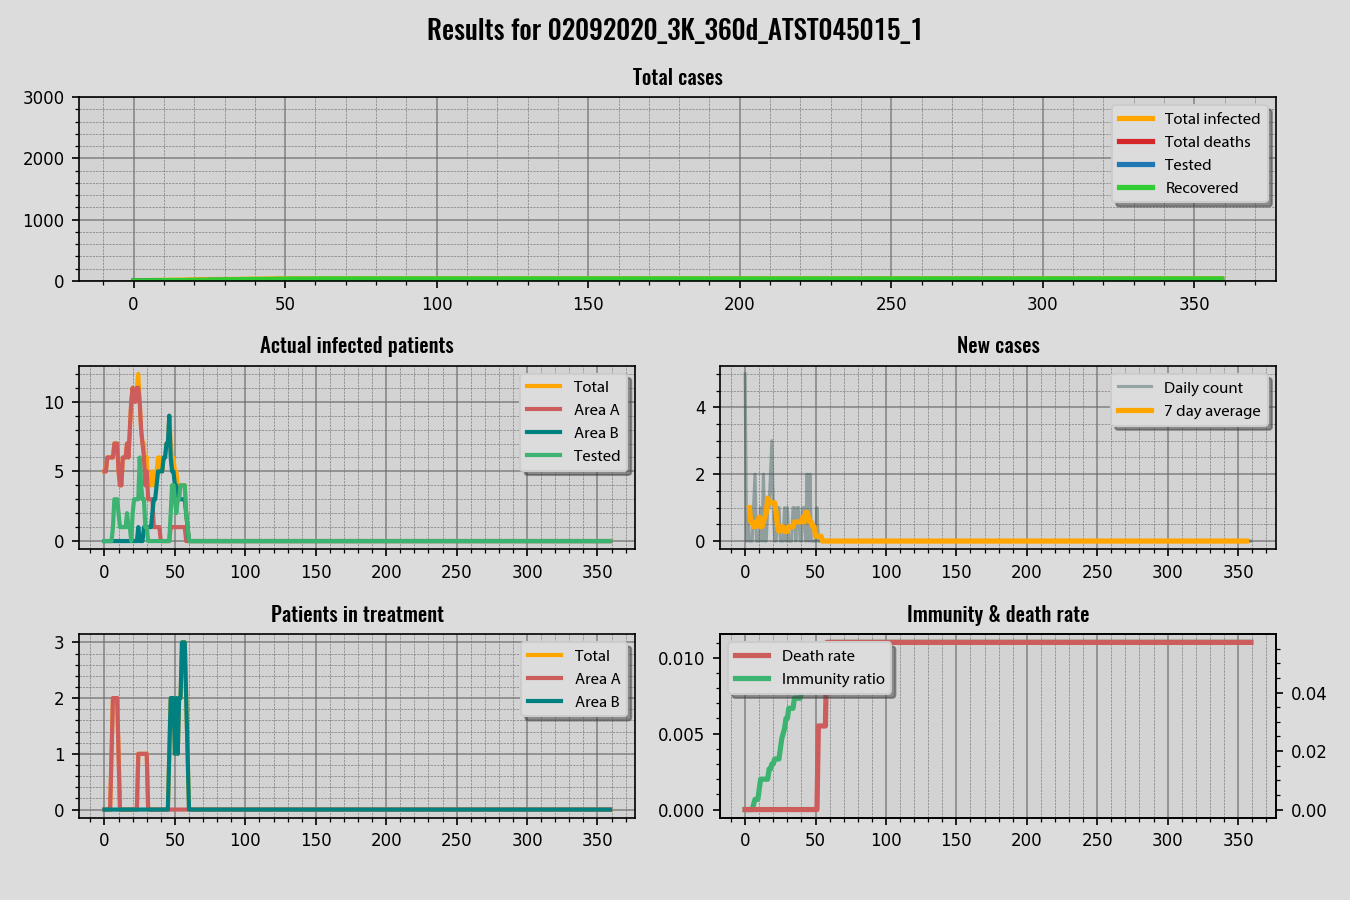 Results for 02092020_3K_360d_ATST045015_1
Total cases
3000
2000
1000
0
Total infected
Total deaths
Tested
Recovered
0 50 100 150 200 250 300 350
Actual infected patients
10
5
0
Total
Area A
Area B
Tested
0 50 100 150 200 250 300 350
New cases
4
2
0
Daily count
7 day average
0 50 100 150 200 250 300 350
Patients in treatment
3
2
1
0
Total
Area A
Area B
0 50 100 150 200 250 300 350
Immunity & death rate
0.010
0.005
0.000
Death rate
Immunity ratio
0.04
0.02
0.00
0 50 100 150 200 250 300 350